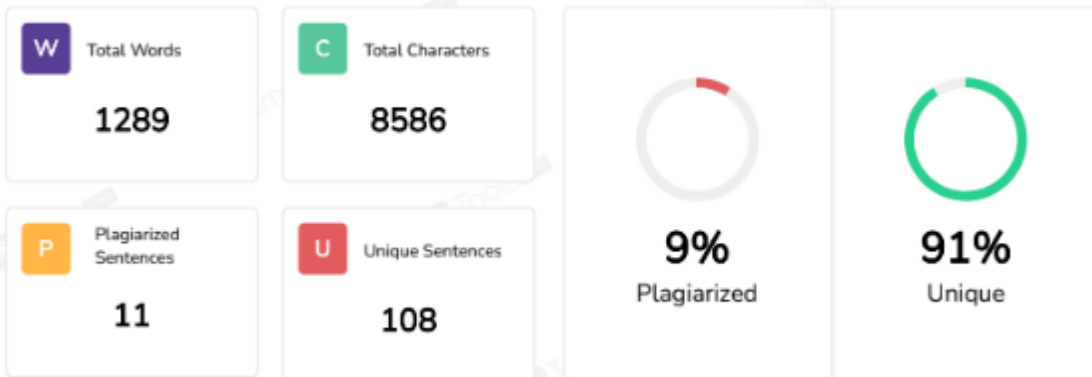 W Total Words
1289
C Total Characters
8586
P Plagiarized
Sentences
11
U Unique Sentences
108
9%
Plagiarized
91%
Unique